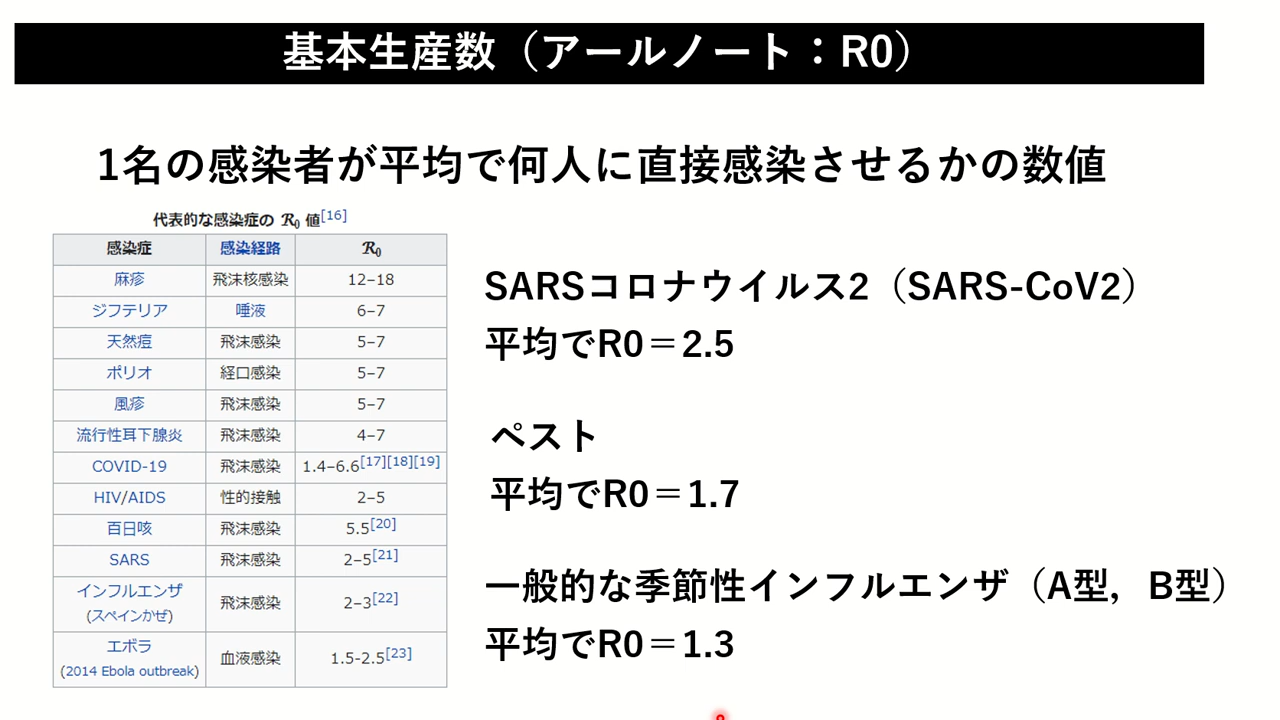 基本生産数（アールノート：R0）
1名の感染者が平均で何人に直接感染させるかの数値
代表的な感染症の R0 値[16]
感染症 感染経路 R0
麻疹 飛沫核感染 12–18
ジフテリア 唾液 6–7
天然痘 飛沫感染 5–7
ポリオ 経口感染 5–7
風疹 飛沫感染 5–7
流行性耳下腺炎 飛沫感染 4–7
COVID-19 飛沫感染 1.4–6.6[17][18][19]
HIV/AIDS 性的接触 2–5
百日咳 飛沫感染 5.5[20]
SARS 飛沫感染 2–5[21]
インフルエンザ
(スペインかぜ) 飛沫感染 2–3[22]
エボラ
(2014 Ebola outbreak) 血液感染 1.5-2.5[23]
SARSコロナウイルス2（SARS-CoV2）
平均でR0＝2.5
ペスト
平均でR0＝1.7
一般的な季節性インフルエンザ（A型，B型）
平均でR0＝1.3